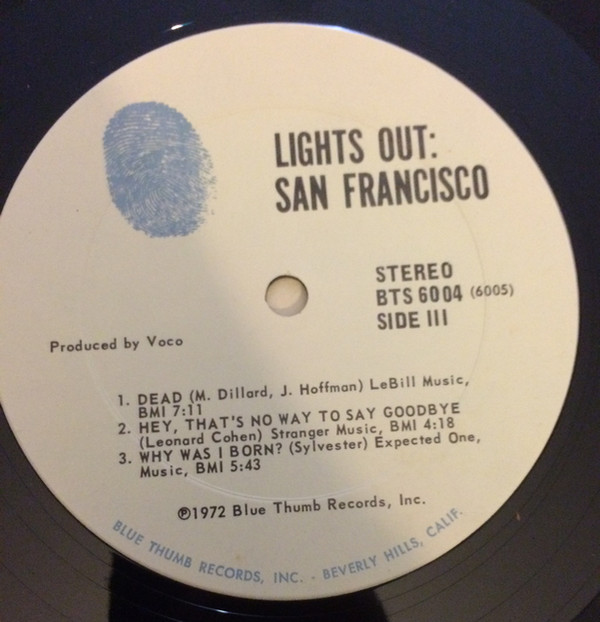 LIGHTS OUT:
SAN FRANCISCO
STEREO
BTS 6004 (6005)
SIDE III
Produced by Voco
1. DEAD (M. Dillard, J. Hoffman) LeBill Music,
BMI 7:11
2. HEY, THAT'S NO WAY TO SAY GOODBYE
(Leonard Cohen) Stranger Music, BMI 4:18
3. WHY WAS I BORN? (Sylvester) Expected One,
Music, BMI 5:43
℗1972 Blue Thumb Records, Inc.
BLUE THUMB RECORDS, INC. - BEVERLY HILLS, CALIF.